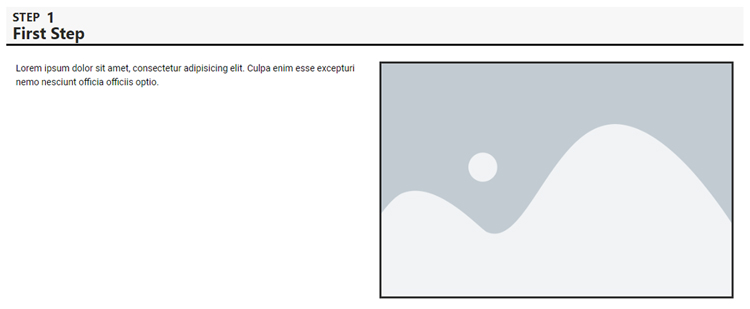 STEP 1
First Step
Lorem ipsum dolor sit amet, consectetur adipisicing elit. Culpa enim esse excepturi
nemo nesciunt officia officiis optio.